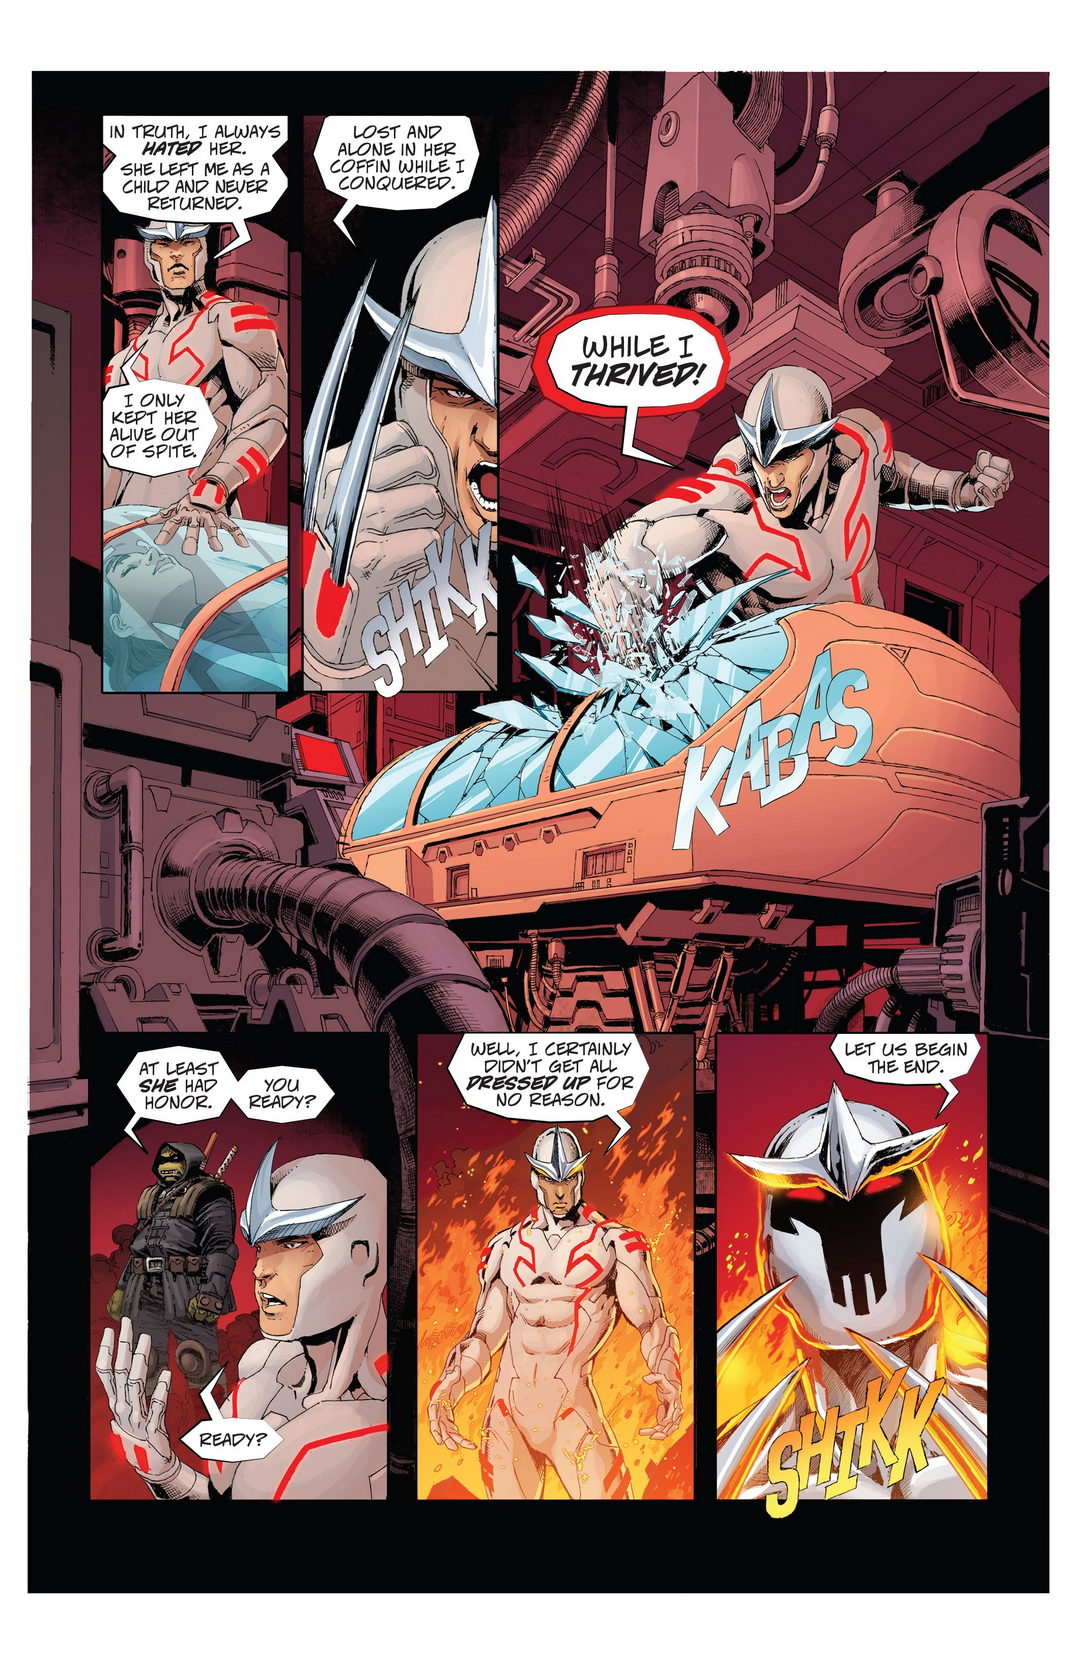 IN TRUTH, I ALWAYS
HATED HER.
SHE LEFT ME AS A
CHILD AND NEVER
RETURNED.
I ONLY
KEPT HER
ALIVE OUT
OF SPITE.
LOST AND
ALONE IN HER
COFFIN WHILE I
CONQUERED.
SHIKK
WHILE I
THRIVED!
KABAS
AT LEAST
SHE HAD
HONOR.
YOU
READY?
READY?
WELL, I CERTAINLY
DIDN'T GET ALL
DRESSED UP FOR
NO REASON.
LET US BEGIN
THE END.
SHIKK